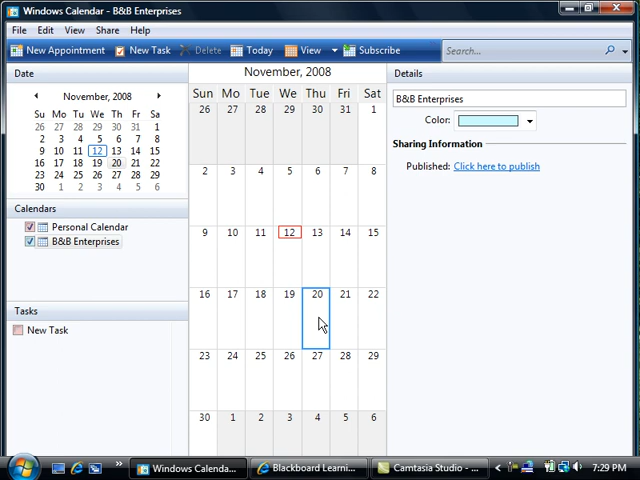 Windows Calendar - B&B Enterprises
File Edit View Share Help
New Appointment New Task Delete Today View Subscribe Search...
Date
November, 2008
Su Mo Tu We Th Fr Sa
26 27 28 29 30 31 1
2 3 4 5 6 7 8
9 10 11 12 13 14 15
16 17 18 19 20 21 22
23 24 25 26 27 28 29
30 1 2 3 4 5 6
Calendars
Personal Calendar
B&B Enterprises
Tasks
New Task
November, 2008
Sun Mo Tue We Thu Fri Sat
26 27 28 29 30 31 1
2 3 4 5 6 7 8
9 10 11 12 13 14 15
16 17 18 19 20 21 22
23 24 25 26 27 28 29
30 1 2 3 4 5 6
Details
B&B Enterprises
Color:
Sharing Information
Published: Click here to publish
Windows Calenda... Blackboard Learni... Camtasia Studio - ... 7:29 PM